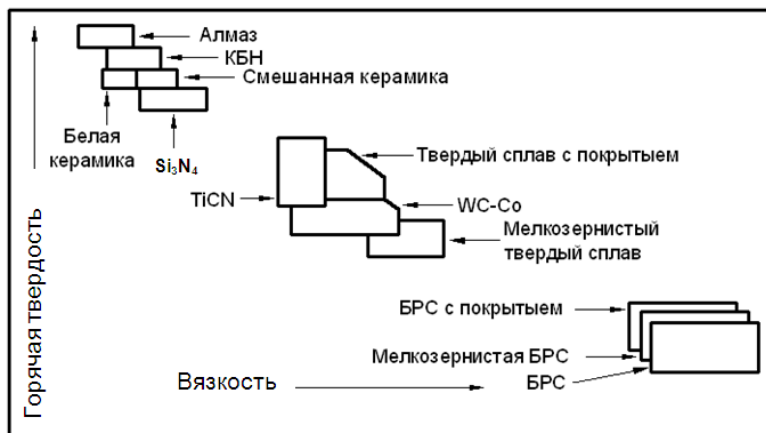 Алмаз
КБН
Смешанная керамика
Белая
керамика
Si₃N₄
Твердый сплав с покрытыем
TiCN
WC-Co
Мелкозернистый
твердый сплав
БРС с покрытыем
Мелкозернистая БРС
БРС
Вязкость
Горячая твердость